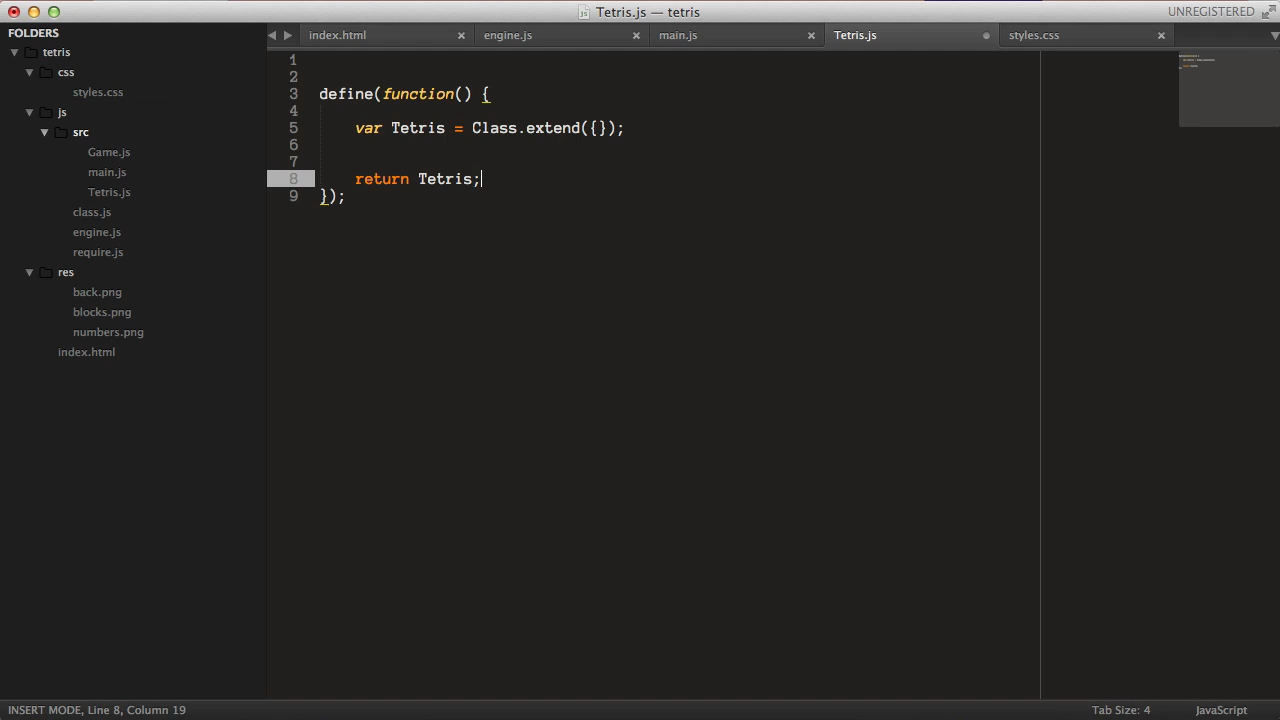 Tetris.js — tetris
UNREGISTERED
FOLDERS
tetris
css
styles.css
js
src
Game.js
main.js
Tetris.js
class.js
engine.js
require.js
res
back.png
blocks.png
numbers.png
index.html
index.html
engine.js
main.js
Tetris.js
styles.css
1
2
3 define(function() {
4
5 var Tetris = Class.extend({});
6
7
8 return Tetris;
9 });
INSERT MODE, Line 8, Column 19
Tab Size: 4
JavaScript